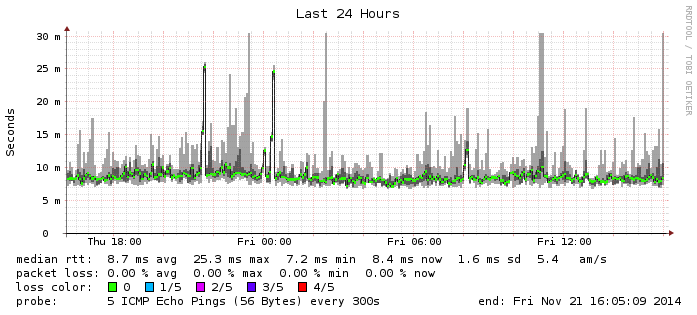 Last 24 Hours
RRDTOOL / TOBI OETIKER
Seconds
30 m
25 m
20 m
15 m
10 m
5 m
0
Thu 18:00 Fri 00:00 Fri 06:00 Fri 12:00
median rtt: 8.7 ms avg 25.3 ms max 7.2 ms min 8.4 ms now 1.6 ms sd 5.4 am/s
packet loss: 0.00 % avg 0.00 % max 0.00 % min 0.00 % now
loss color: 0 1/5 2/5 3/5 4/5
probe: 5 ICMP Echo Pings (56 Bytes) every 300s end: Fri Nov 21 16:05:09 2014